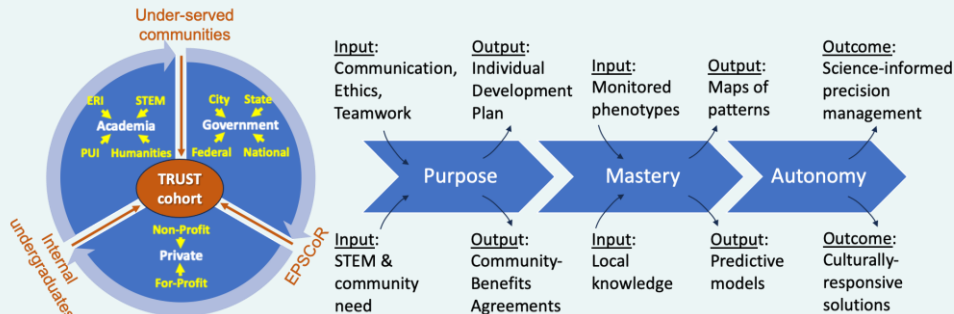 Under-served
communities
ERI
STEM
Academia
PUI
Humanities
City
State
Government
Federal
National
TRUST
cohort
Non-Profit
Private
For-Profit
Internal
undergraduates
EPSCoR
Input:
Communication,
Ethics,
Teamwork
Output:
Individual
Development
Plan
Input:
Monitored
phenotypes
Output:
Maps of
patterns
Outcome:
Science-informed
precision
management
Purpose
Mastery
Autonomy
Input:
STEM &
community
need
Output:
Community-
Benefits
Agreements
Input:
Local
knowledge
Output:
Predictive
models
Outcome:
Culturally-
responsive
solutions